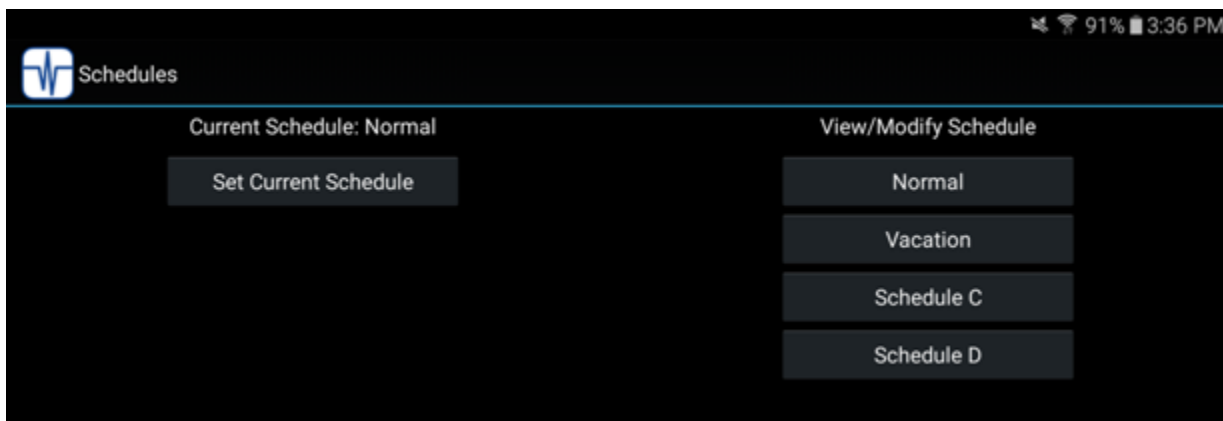 91% 3:36 PM
Schedules
Current Schedule: Normal
Set Current Schedule
View/Modify Schedule
Normal
Vacation
Schedule C
Schedule D